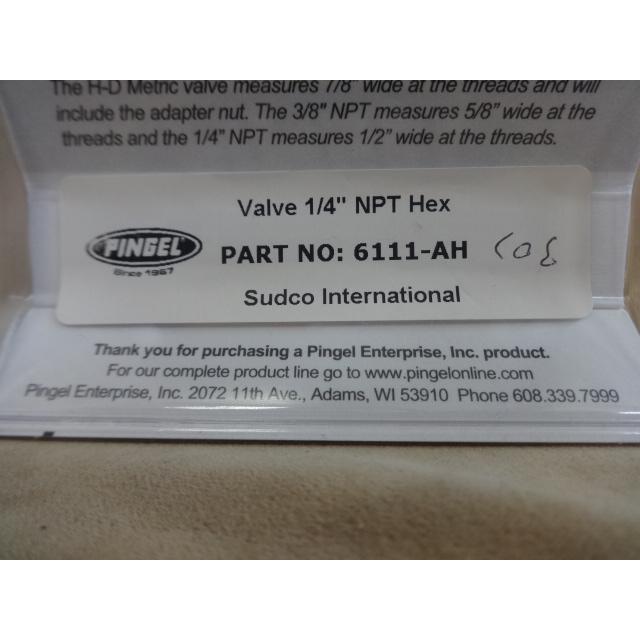 The H-D Metric valve measures 7/8" wide at the threads and will
include the adapter nut. The 3/8" NPT measures 5/8" wide at the
threads and the 1/4" NPT measures 1/2" wide at the threads.
Valve 1/4" NPT Hex
PINGEL
Since 1967
PART NO: 6111-AH
Sudco International
Thank you for purchasing a Pingel Enterprise, Inc. product.
For our complete product line go to www.pingelonline.com
Pingel Enterprise, Inc. 2072 11th Ave., Adams, WI 53910 Phone 608.339.7999